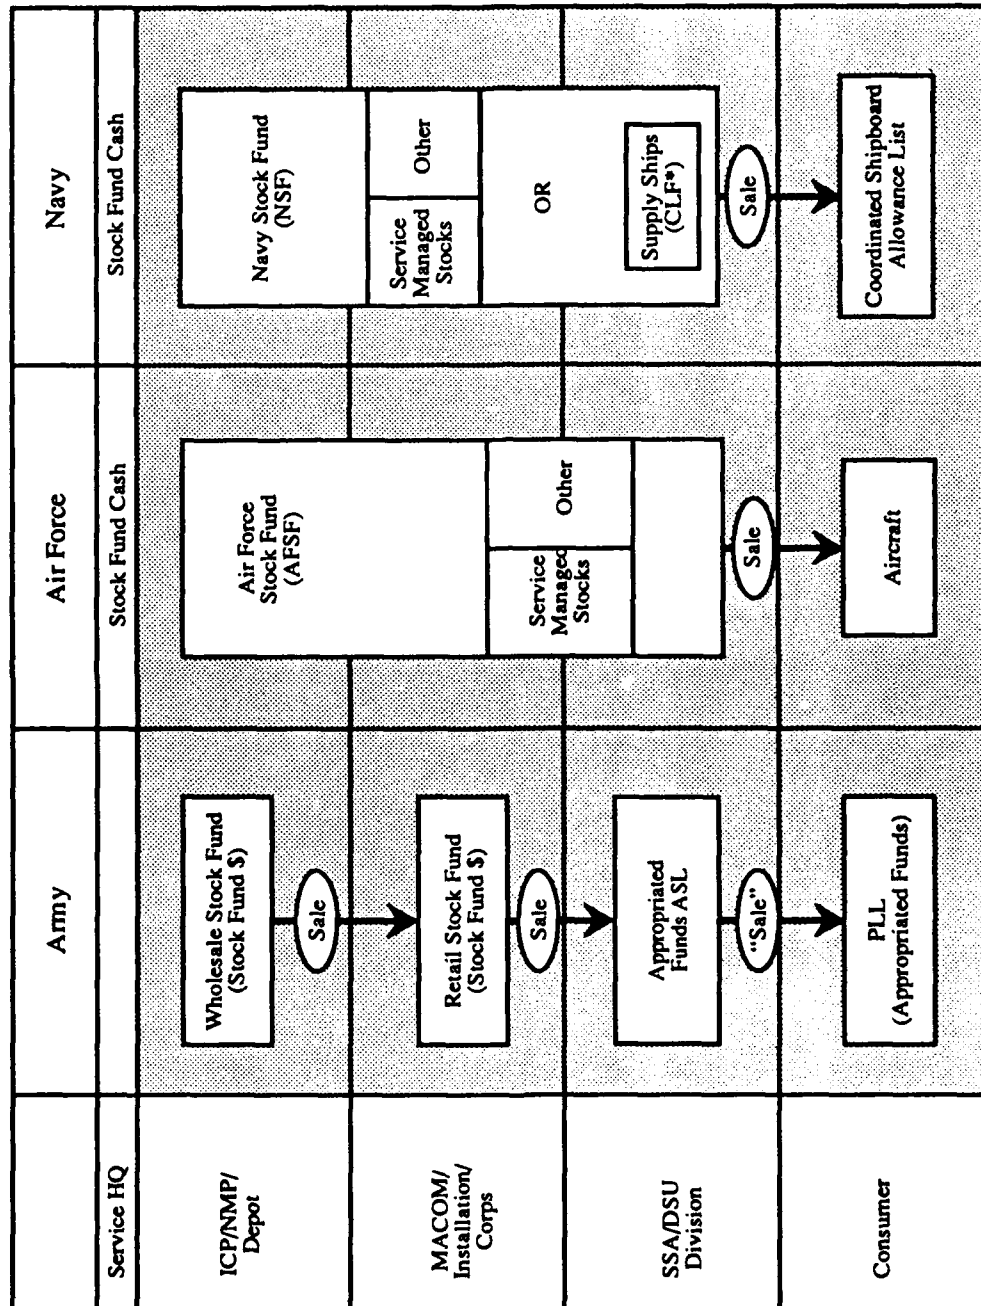 Army
Air Force
Navy
Service HQ
Stock Fund Cash
Stock Fund Cash
ICP/NMP/
Depot
Wholesale Stock Fund
(Stock Fund $)
Sale
Air Force
Stock Fund
(AFSF)
Navy Stock Fund
(NSF)
MACOM/
Installation/
Corps
Retail Stock Fund
(Stock Fund $)
Sale
Service
Managed
Stocks
Other
Service
Managed
Stocks
Other
OR
SSA/DSU
Division
Appropriated
Funds ASL
"Sale"
Sale
Supply Ships
(CLF*)
Sale
Consumer
PLL
(Appropriated Funds)
Aircraft
Coordinated Shipboard
Allowance List